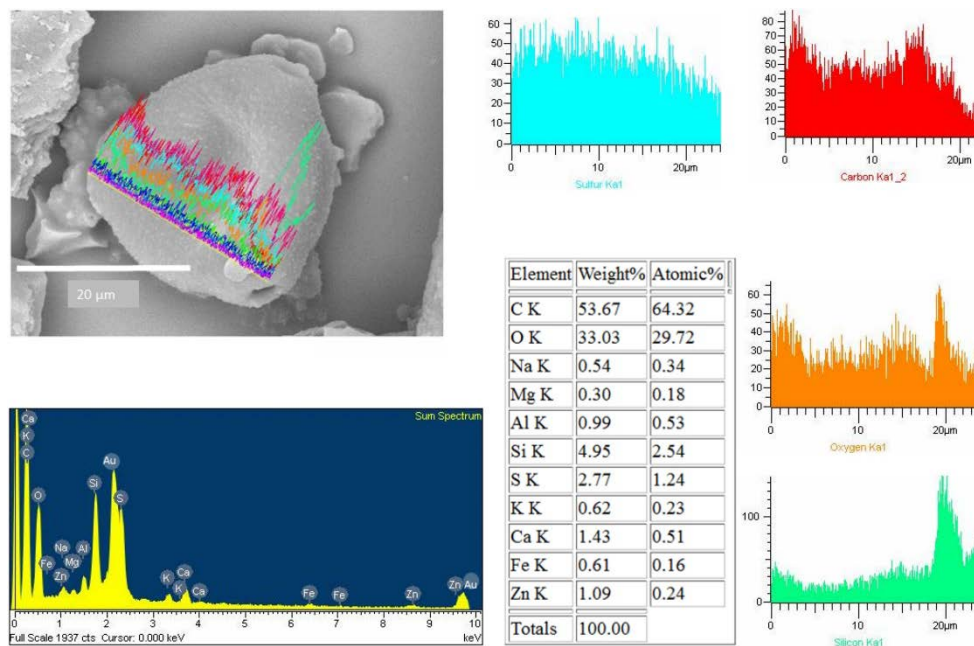 20 µm
60
50
40
30
20
10
0
0
10
20µm
Sulfur Ka1
80
70
60
50
40
30
20
10
0
0
10
20µm
Carbon Ka1_2
Element Weight% Atomic%
C K 53.67 64.32
O K 33.03 29.72
Na K 0.54 0.34
Mg K 0.30 0.18
Al K 0.99 0.53
Si K 4.95 2.54
S K 2.77 1.24
K K 0.62 0.23
Ca K 1.43 0.51
Fe K 0.61 0.16
Zn K 1.09 0.24
Totals 100.00
60
50
40
30
20
10
0
0
10
20µm
Oxygen Ka1
100
0
0
10
20µm
Silicon Ka1
Sum Spectrum
Ca
K
C
O
Fe
Na
Zn
Mg
Al
Si
Au
S
K
K
Ca
Ca
Fe
Fe
Zn
Zn
Au
0 1 2 3 4 5 6 7 8 9 10
Full Scale 1937 cts Cursor: 0.000 keV keV